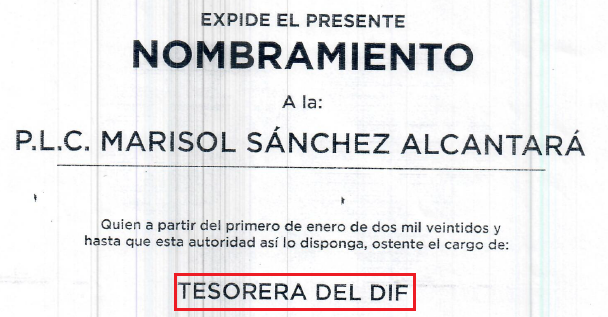 EXPIDE EL PRESENTE
NOMBRAMIENTO
A la:
P.L.C. MARISOL SÁNCHEZ ALCANTARÁ
Quien a partir del primero de enero de dos mil veintidos y
hasta que esta autoridad así lo disponga, ostente el cargo de:
TESORERA DEL DIF